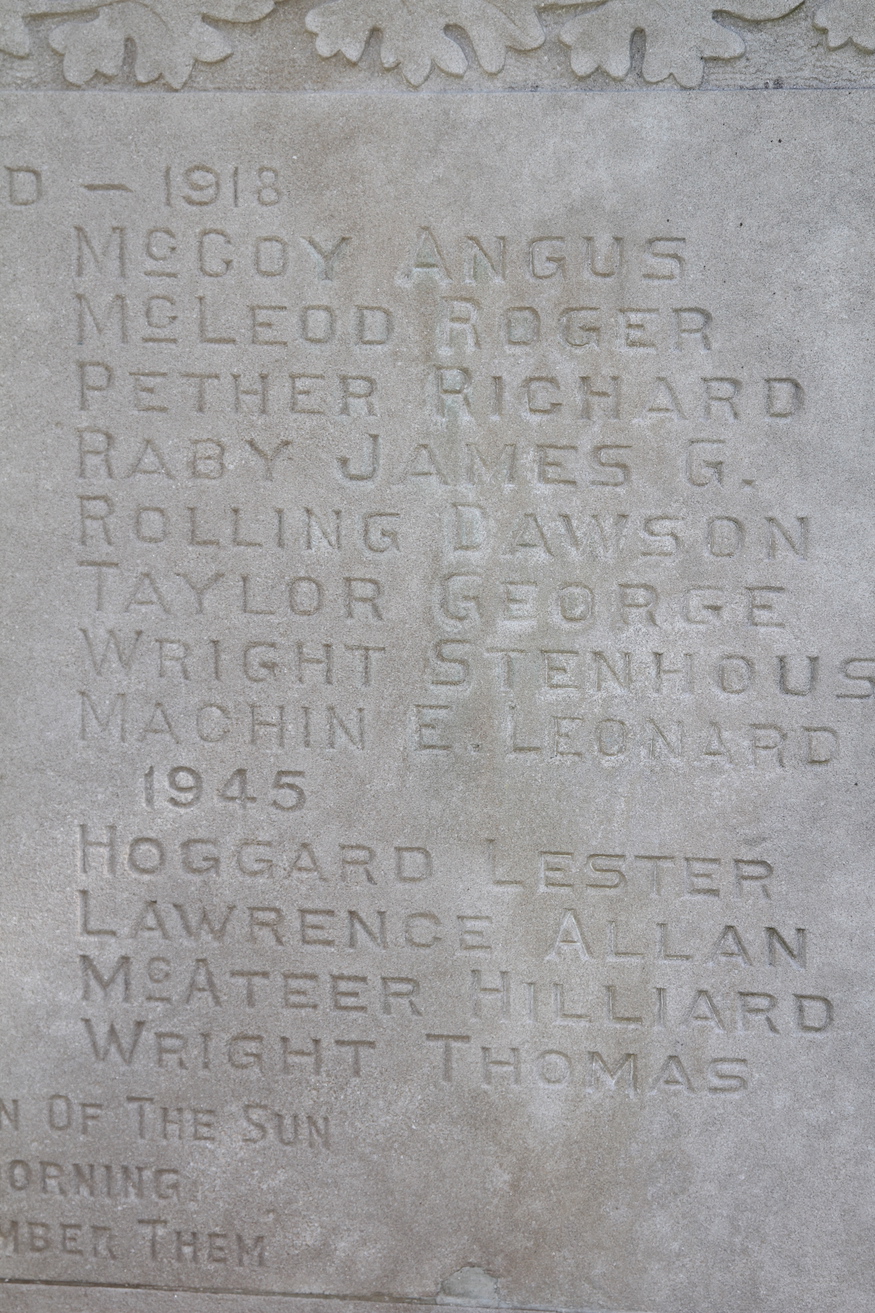 D – 1918
McCoy Angus
McLeod Roger
Pether Richard
Raby James G.
Rolling Dawson
Taylor George
Wright Stenhous
Machin E. Leonard
1945
Hoggard Lester
Lawrence Allan
McAteer Hilliard
Wright Thomas
n Of The Sun
orning
mber Them